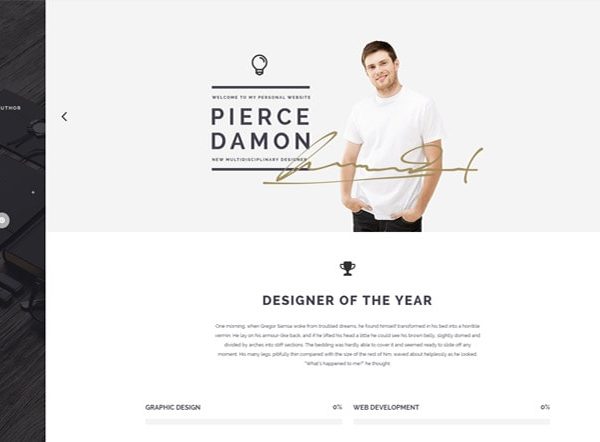 UTHOR
WELCOME TO MY PERSONAL WEBSITE
PIERCE
DAMON
NEW MULTIDISCIPLINARY DESIGNER
DESIGNER OF THE YEAR
One morning, when Gregor Samsa woke from troubled dreams, he found himself transformed in his bed into a horrible
vermin. He lay on his armour-like back, and if he lifted his head a little he could see his brown belly, slightly domed and
divided by arches into stiff sections. The bedding was hardly able to cover it and seemed ready to slide off any
moment. His many legs, pitifully thin compared with the size of the rest of him, waved about helplessly as he looked.
"What's happened to me?" he thought
GRAPHIC DESIGN 0% WEB DEVELOPMENT 0%